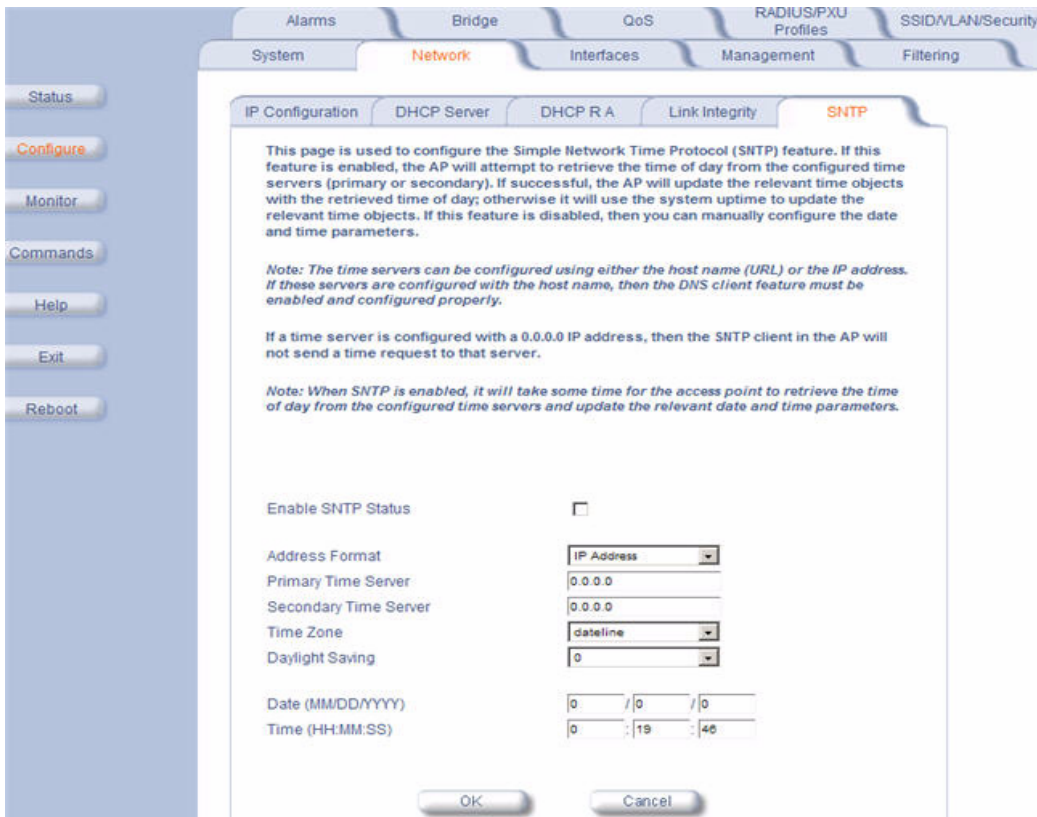 Alarms Bridge QoS RADIUS/PXU Profiles SSID/VLAN/Security
System Network Interfaces Management Filtering
Status
Configure
Monitor
Commands
Help
Exit
Reboot
IP Configuration DHCP Server DHCP R A Link Integrity SNTP
This page is used to configure the Simple Network Time Protocol (SNTP) feature. If this
feature is enabled, the AP will attempt to retrieve the time of day from the configured time
servers (primary or secondary). If successful, the AP will update the relevant time objects
with the retrieved time of day; otherwise it will use the system uptime to update the
relevant time objects. If this feature is disabled, then you can manually configure the date
and time parameters.
Note: The time servers can be configured using either the host name (URL) or the IP address.
If these servers are configured with the host name, then the DNS client feature must be
enabled and configured properly.
If a time server is configured with a 0.0.0.0 IP address, then the SNTP client in the AP will
not send a time request to that server.
Note: When SNTP is enabled, it will take some time for the access point to retrieve the time
of day from the configured time servers and update the relevant date and time parameters.
Enable SNTP Status
Address Format IP Address
Primary Time Server 0.0.0.0
Secondary Time Server 0.0.0.0
Time Zone dateline
Daylight Saving 0
Date (MM/DD/YYYY) 0 / 0 / 0
Time (HH:MM:SS) 0 : 19 : 46
OK Cancel